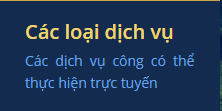 Các loại dịch vụ
Các dịch vụ công có thể
thực hiện trực tuyến